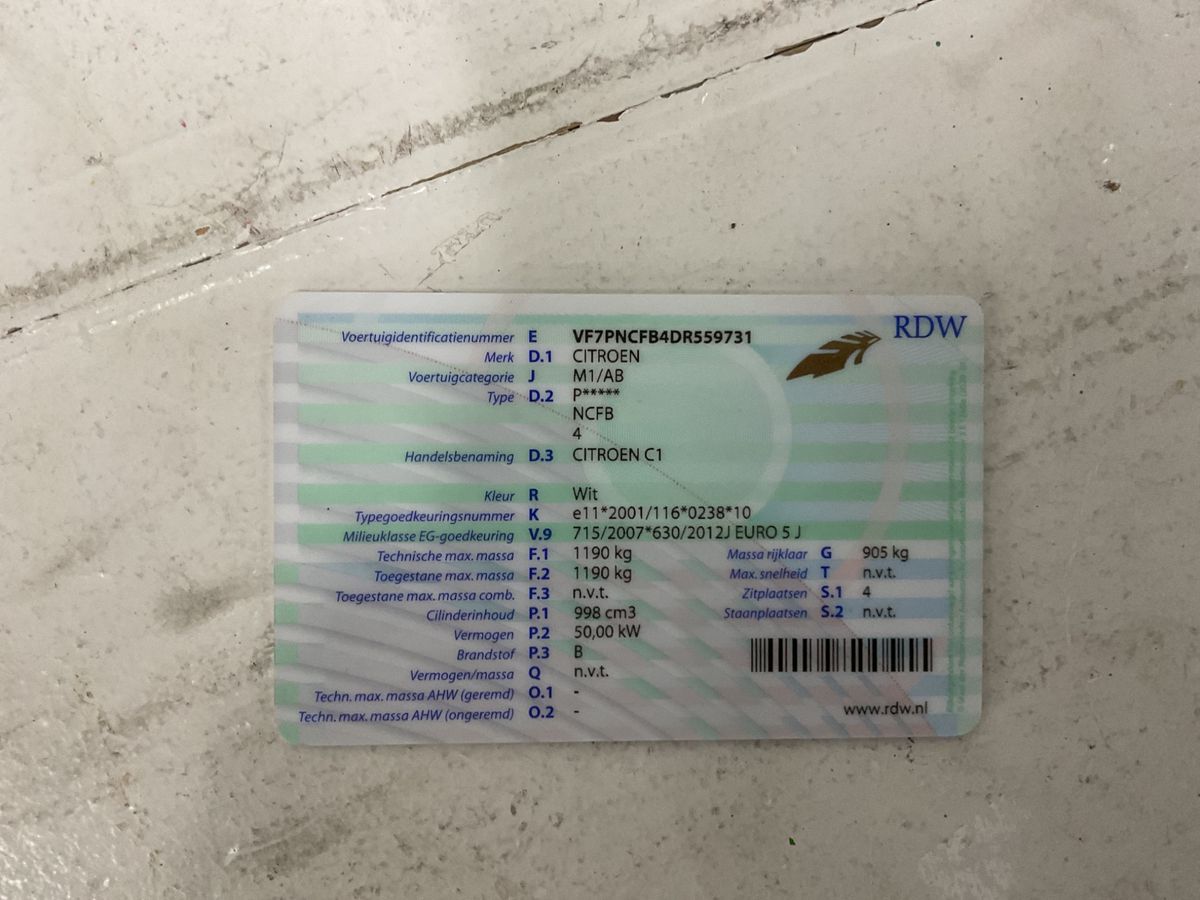 RDW
Voertuigidentificatienummer E VF7PNCFB4DR559731
Merk D.1 CITROEN
Voertuigcategorie J M1/AB
Type D.2 P*****
NCFB
4
Handelsbenaming D.3 CITROEN C1
Kleur R Wit
Typegoedkeuringsnummer K e11*2001/116*0238*10
Milieuklasse EG-goedkeuring V.9 715/2007*630/2012J EURO 5 J
Technische max. massa F.1 1190 kg Massa rijklaar G 905 kg
Toegestane max. massa F.2 1190 kg Max. snelheid T n.v.t.
Toegestane max. massa comb. F.3 n.v.t. Zitplaatsen S.1 4
Cilinderinhoud P.1 998 cm3 Staanplaatsen S.2 n.v.t.
Vermogen P.2 50,00 kW
Brandstof P.3 B
Vermogen/massa Q n.v.t.
Techn. max. massa AHW (geremd) O.1 -
Techn. max. massa AHW (ongeremd) O.2 -
www.rdw.nl